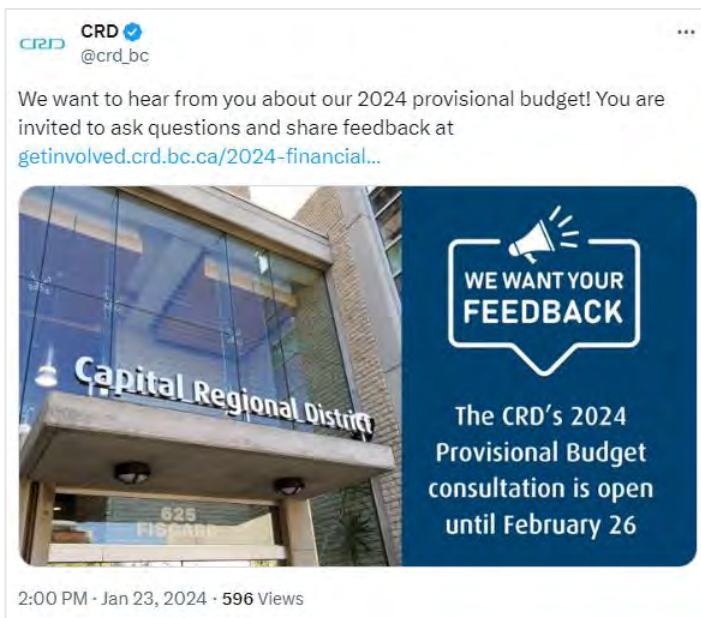 CRD
CRD
@crd_bc
We want to hear from you about our 2024 provisional budget! You are
invited to ask questions and share feedback at
getinvolved.crd.bc.ca/2024-financial...
Capital Regional District
625
FISGARD
WE WANT YOUR
FEEDBACK
The CRD's 2024
Provisional Budget
consultation is open
until February 26
2:00 PM · Jan 23, 2024 · 596 Views